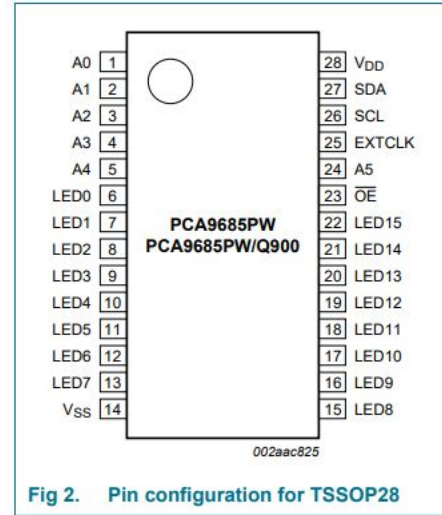 A0 1 28 VDD
A1 2 27 SDA
A2 3 26 SCL
A3 4 25 EXTCLK
A4 5 24 A5
LED0 6 23 OE
LED1 7 22 LED15
PCA9685PW
LED2 8 21 LED14
PCA9685PW/Q900
LED3 9 20 LED13
LED4 10 19 LED12
LED5 11 18 LED11
LED6 12 17 LED10
LED7 13 16 LED9
VSS 14 15 LED8
002aac825
Fig 2. Pin configuration for TSSOP28